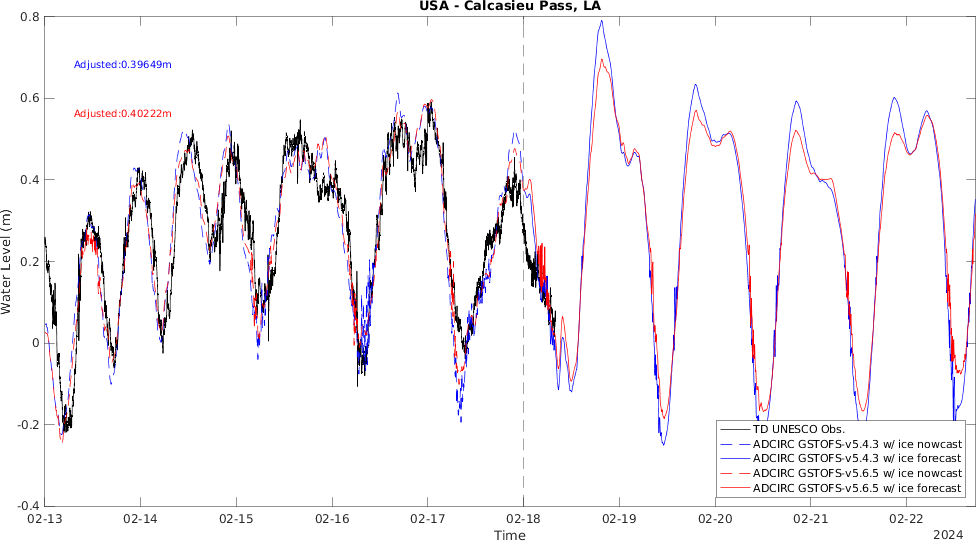 USA - Calcasieu Pass, LA
0.8
Adjusted:0.39649m
0.6
Adjusted:0.40222m
0.4
0.2
0
-0.2
-0.4
Water Level (m)
TD UNESCO Obs.
ADCIRC GSTOFS-v5.4.3 w/ ice nowcast
ADCIRC GSTOFS-v5.4.3 w/ ice forecast
ADCIRC GSTOFS-v5.6.5 w/ ice nowcast
ADCIRC GSTOFS-v5.6.5 w/ ice forecast
02-13 02-14 02-15 02-16 02-17 02-18 02-19 02-20 02-21 02-22
Time
2024